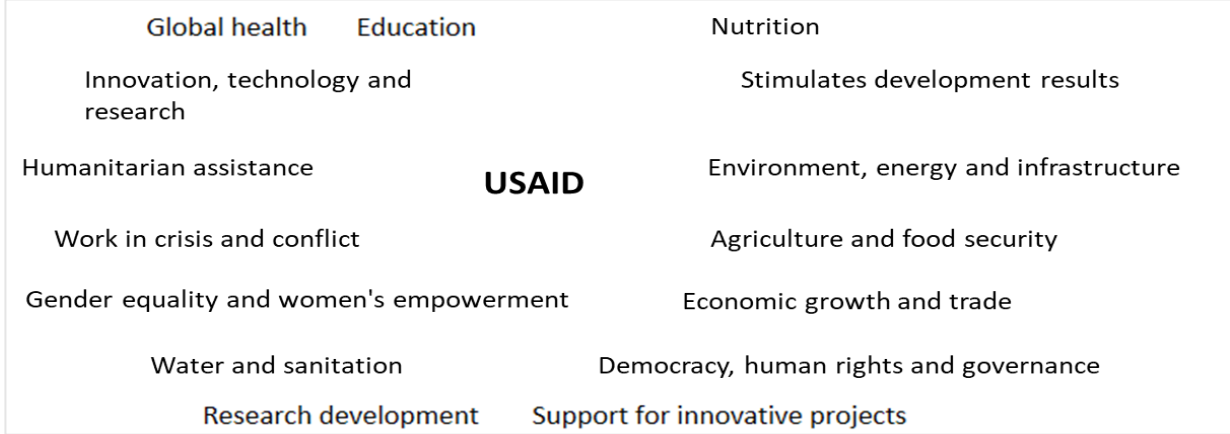 Global health Education Nutrition
Innovation, technology and
research
Stimulates development results
Humanitarian assistance
USAID
Environment, energy and infrastructure
Work in crisis and conflict
Agriculture and food security
Gender equality and women's empowerment
Economic growth and trade
Water and sanitation
Democracy, human rights and governance
Research development
Support for innovative projects